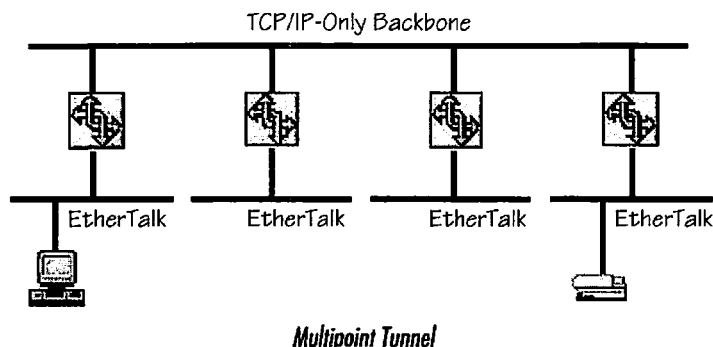 TCP/IP-Only Backbone
EtherTalk
EtherTalk
EtherTalk
EtherTalk
Multipoint Tunnel